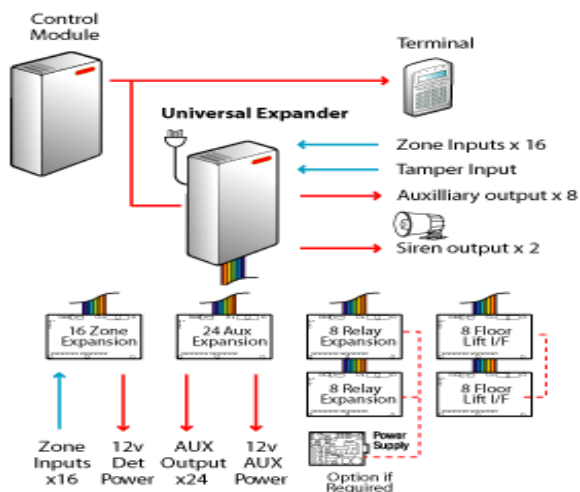 Control
Module
Terminal
Universal Expander
Zone Inputs x 16
Tamper Input
Auxilliary output x 8
Siren output x 2
16 Zone
Expansion
24 Aux
Expansion
8 Relay
Expansion
8 Floor
Lift I/F
8 Relay
Expansion
8 Floor
Lift I/F
Power
Supply
Zone
Inputs
x16
12v
Det
Power
AUX
Output
x24
12v
AUX
Power
Option if
Required